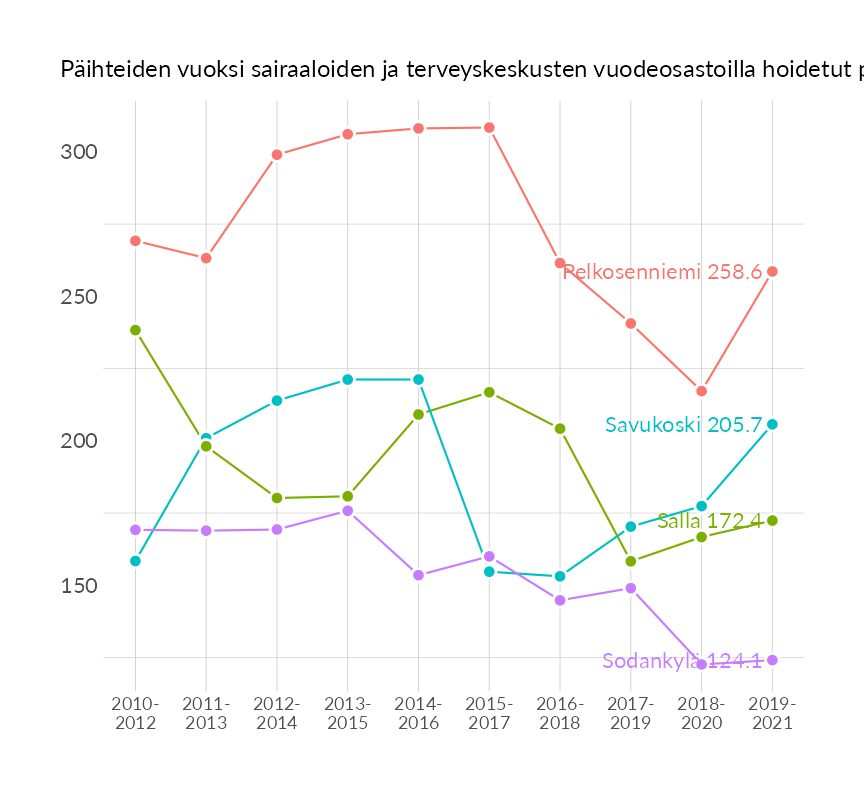 Päihteiden vuoksi sairaaloiden ja terveyskeskusten vuodeosastoilla hoidetut
300
250
200
150
Pelkosenniemi 258.6
Savukoski 205.7
Salla 172.4
Sodankylä 124.1
2010- 2011- 2012- 2013- 2014- 2015- 2016- 2017- 2018- 2019-
2012 2013 2014 2015 2016 2017 2018 2019 2020 2021